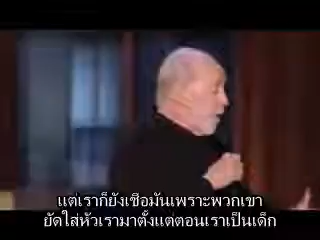 แต่เราก็ยังเชื่อมันเพราะพวกเขา
ยัดใส่หัวเรามาตั้งแต่ตอนเราเป็นเด็ก